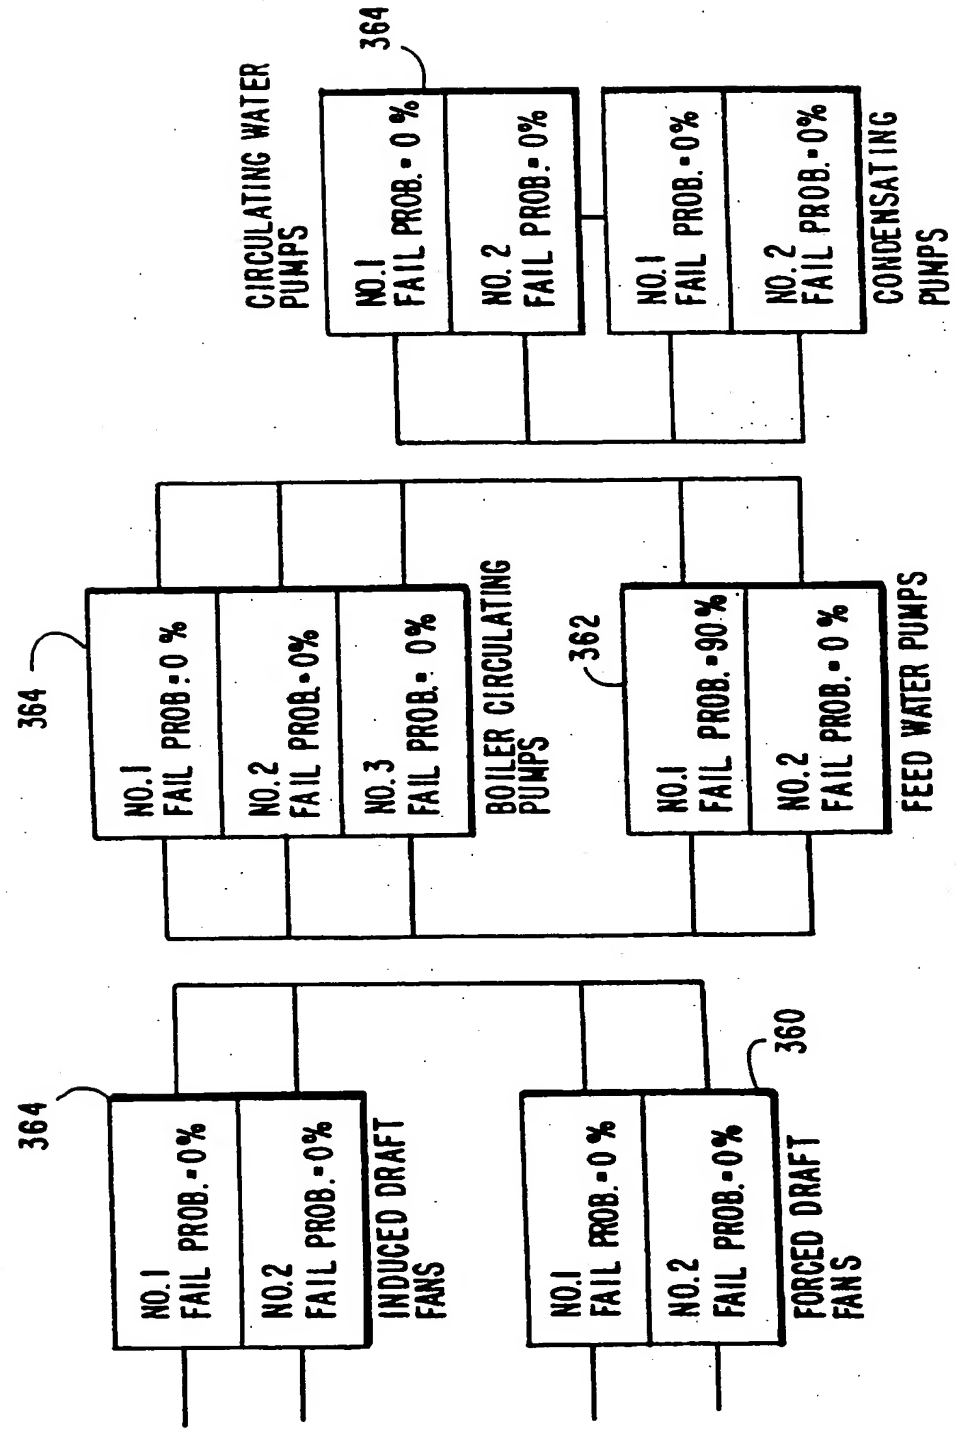 364
NO.1
FAIL PROB.=0%
NO.2
FAIL PROB.=0%
INDUCED DRAFT
FANS
NO.1
FAIL PROB.=0%
NO.2
FAIL PROB.=0%
FORCED DRAFT
FANS
360
364
NO.1
FAIL PROB.=0%
NO.2
FAIL PROB.=0%
NO.3
FAIL PROB.= 0%
BOILER CIRCULATING
PUMPS
362
NO.1
FAIL PROB.=90%
NO.2
FAIL PROB.=0%
FEED WATER PUMPS
CIRCULATING WATER
PUMPS
364
NO.1
FAIL PROB.=0%
NO.2
FAIL PROB.=0%
NO.1
FAIL PROB.=0%
NO.2
FAIL PROB.=0%
CONDENSATING
PUMPS